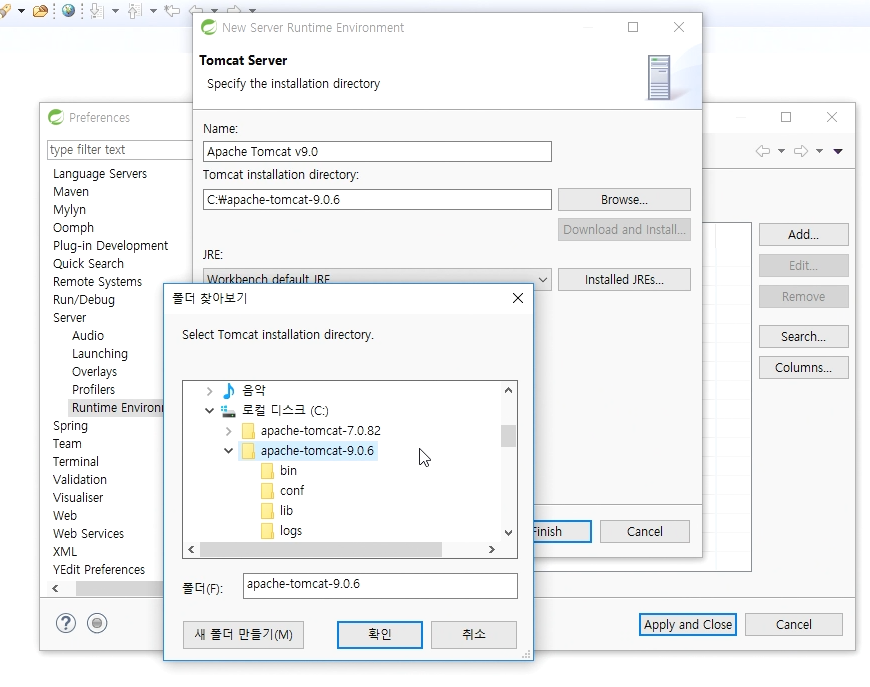 New Server Runtime Environment
Tomcat Server
Specify the installation directory
Name:
Apache Tomcat v9.0
Tomcat installation directory:
C:₩apache-tomcat-9.0.6
Browse...
Download and Install...
JRE:
Workbench default JRE
Installed JREs...
Finish
Cancel
Preferences
type filter text
Language Servers
Maven
Mylyn
Oomph
Plug-in Development
Quick Search
Remote Systems
Run/Debug
Server
Audio
Launching
Overlays
Profilers
Runtime Environ
Spring
Team
Terminal
Validation
Visualiser
Web
Web Services
XML
YEdit Preferences
Add...
Edit...
Remove
Search...
Columns...
Apply and Close
Cancel
폴더 찾아보기
Select Tomcat installation directory.
음악
로컬 디스크 (C:)
apache-tomcat-7.0.82
apache-tomcat-9.0.6
bin
conf
lib
logs
폴더(F):
apache-tomcat-9.0.6
새 폴더 만들기(M)
확인
취소